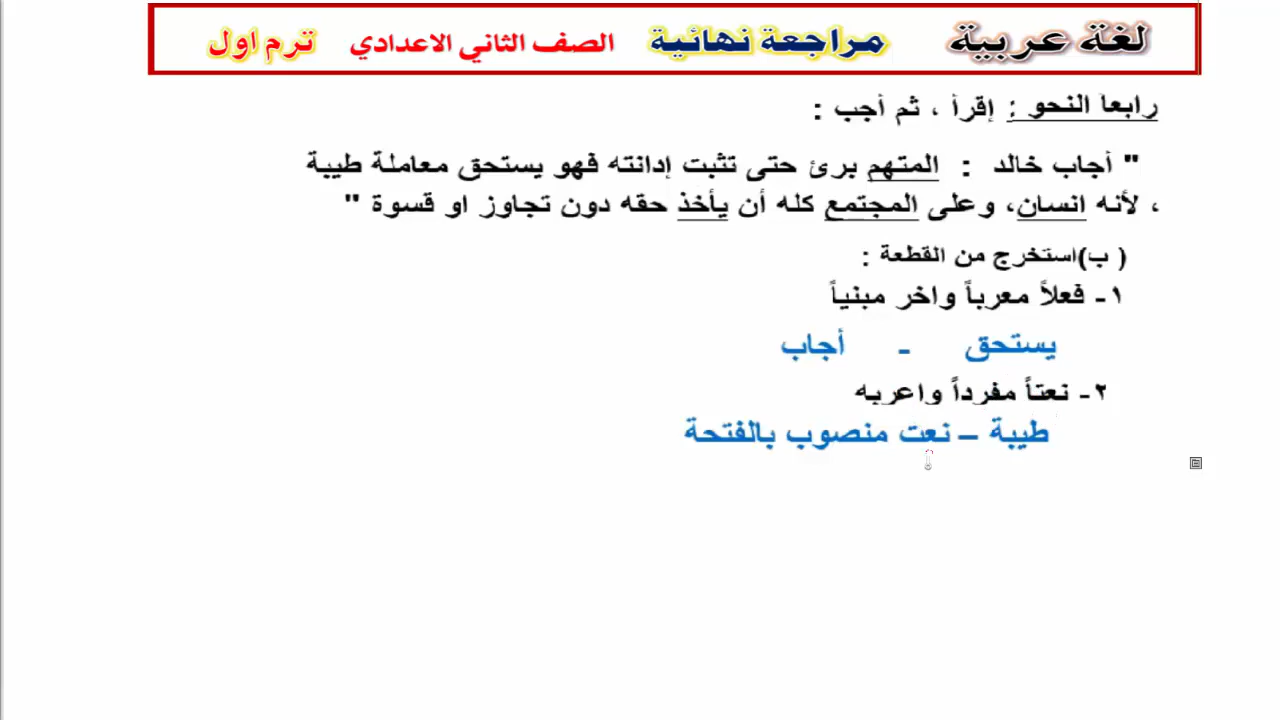 لغة عربية مراجعة نهائية الصف الثاني الاعدادي ترم اول
رابعاً النحو : إقرأ ، ثم أجب :
" أجاب خالد : المتهم برئ حتى تثبت إدانته فهو يستحق معاملة طيبة
، لأنه انسان، وعلى المجتمع كله أن يأخذ حقه دون تجاوز او قسوة "
( ب)استخرج من القطعة :
١- فعلاً معرباً واخر مبنياً
يستحق - أجاب
٢- نعتاً مفرداً واعربه
طيبة – نعت منصوب بالفتحة